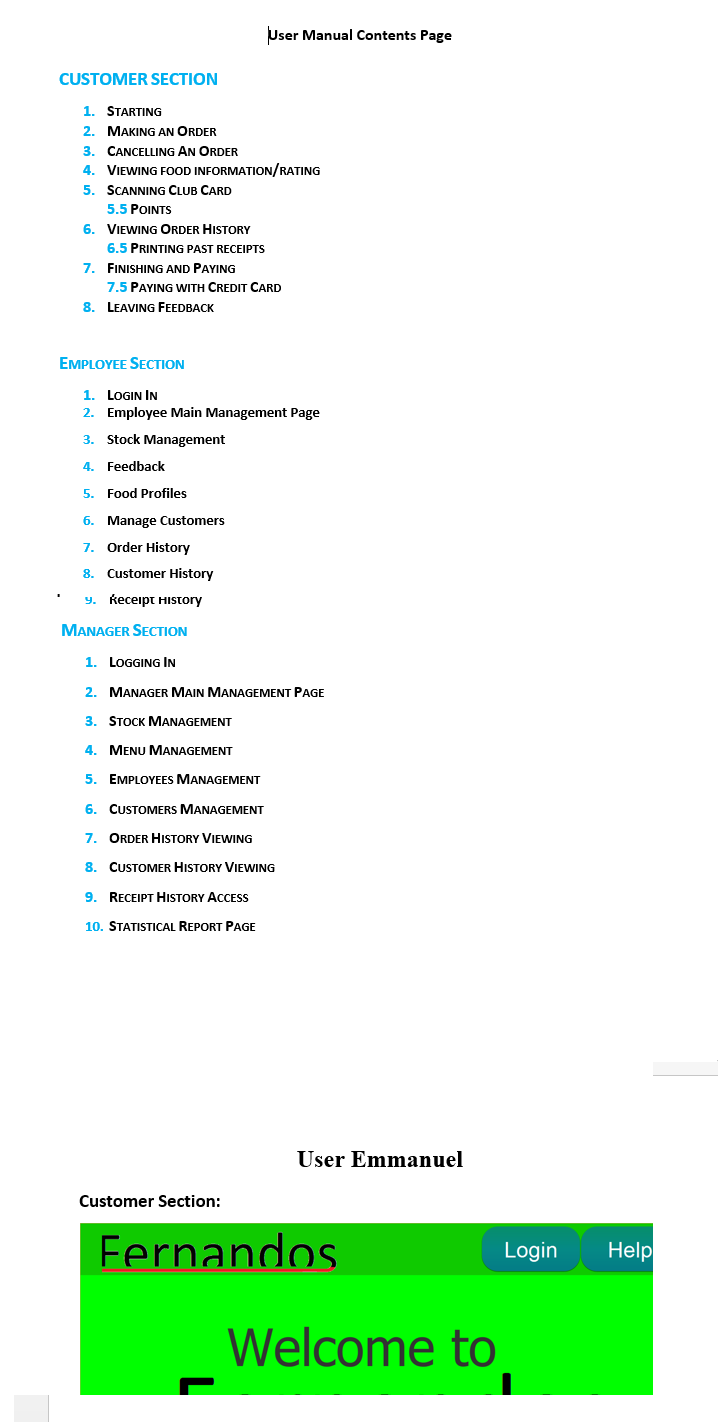 User Manual Contents Page
CUSTOMER SECTION
1. STARTING
2. MAKING AN ORDER
3. CANCELLING AN ORDER
4. VIEWING FOOD INFORMATION/RATING
5. SCANNING CLUB CARD
5.5 POINTS
6. VIEWING ORDER HISTORY
6.5 PRINTING PAST RECEIPTS
7. FINISHING AND PAYING
7.5 PAYING WITH CREDIT CARD
8. LEAVING FEEDBACK
EMPLOYEE SECTION
1. LOGIN IN
2. Employee Main Management Page
3. Stock Management
4. Feedback
5. Food Profiles
6. Manage Customers
7. Order History
8. Customer History
9. Receipt History
MANAGER SECTION
1. LOGGING IN
2. MANAGER MAIN MANAGEMENT PAGE
3. STOCK MANAGEMENT
4. MENU MANAGEMENT
5. EMPLOYEES MANAGEMENT
6. CUSTOMERS MANAGEMENT
7. ORDER HISTORY VIEWING
8. CUSTOMER HISTORY VIEWING
9. RECEIPT HISTORY ACCESS
10. STATISTICAL REPORT PAGE
User Emmanuel
Customer Section:
Fernandos Login Help
Welcome to